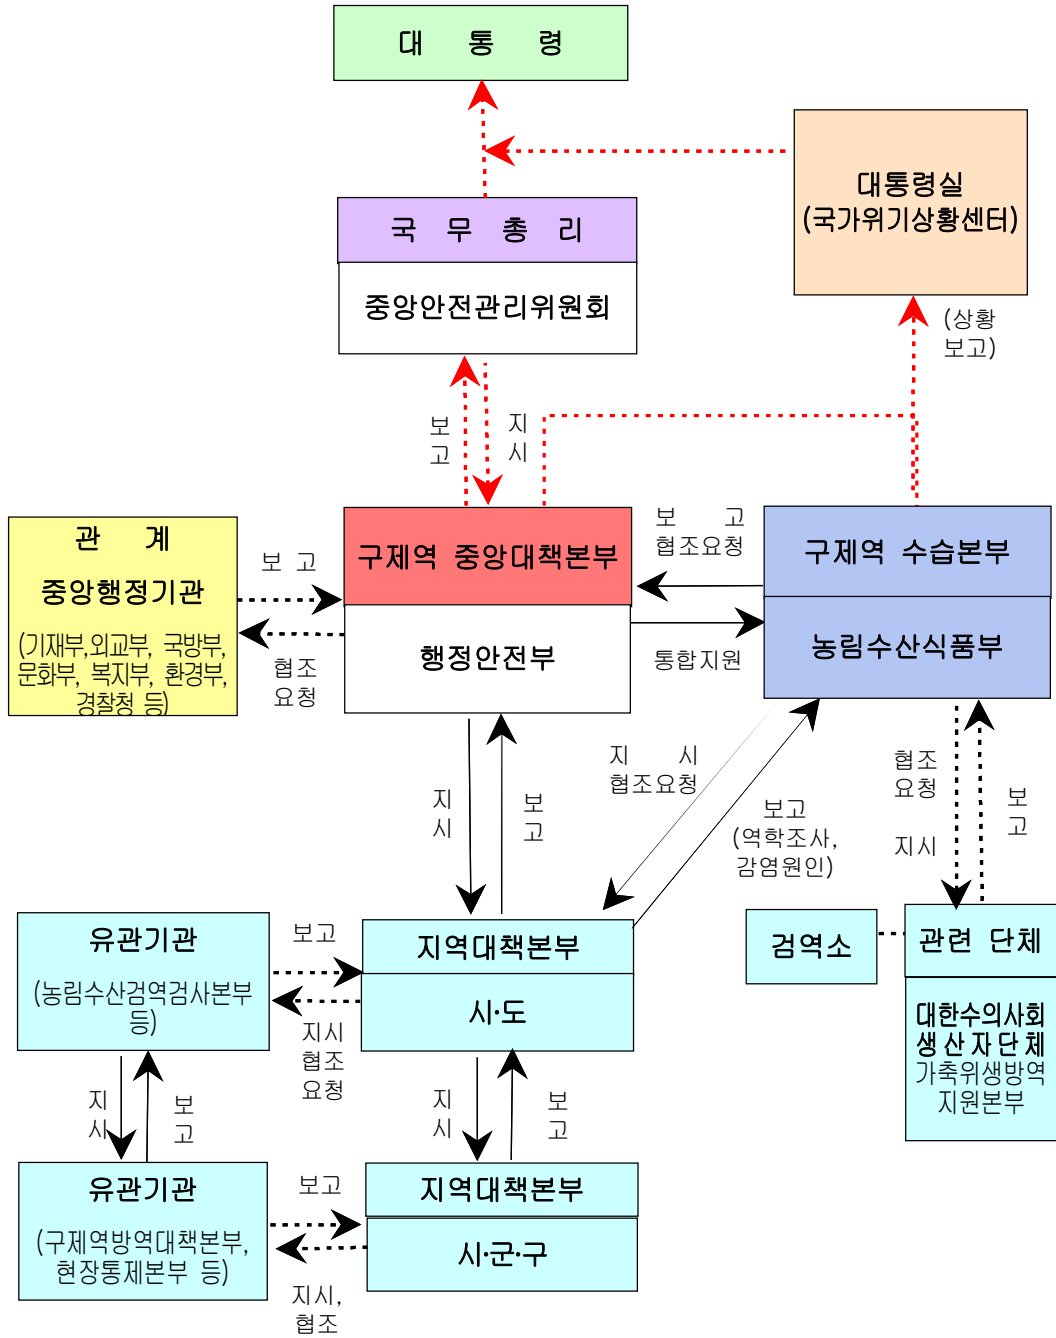 대 통 령
대통령실
(국가위기상황센터)
국 무 총 리
중앙안전관리위원회
(상황
보고)
보
고
지
시
관 계
중앙행정기관
(기재부,외교부, 국방부,
문화부, 복지부, 환경부,
경찰청 등)
보 고
협조
요청
구제역 중앙대책본부
행정안전부
보 고
협조요청
통합지원
구제역 수습본부
농림수산식품부
지
시
보
고
지 시
협조요청
보고
(역학조사,
감염원인)
협조
요청
지시
보
고
유관기관
(농림수산검역검사본부
등)
보고
지시
협조
요청
지역대책본부
시·도
검역소
관련 단체
대한수의사회
생산자단체
가축위생방역
지원본부
지
시
보
고
지
시
보
고
유관기관
(구제역방역대책본부,
현장통제본부 등)
보고
지시,
협조
지역대책본부
시·군·구